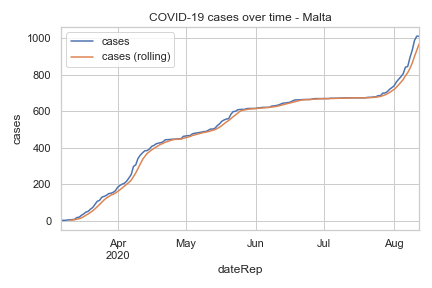 COVID-19 cases over time - Malta
cases
cases (rolling)
1000
800
600
400
200
0
cases
Apr
2020
May
Jun
Jul
Aug
dateRep